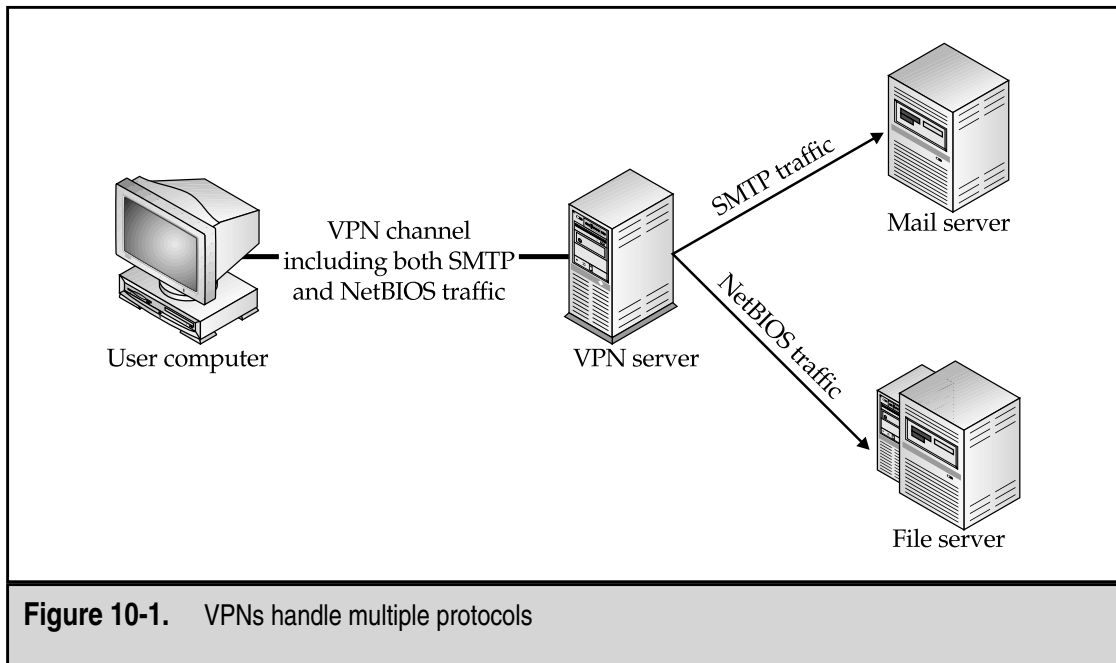 SMTP traffic
Mail server
VPN channel
including both SMTP
and NetBIOS traffic
User computer
VPN server
NetBIOS traffic
File server
Figure 10-1. VPNs handle multiple protocols